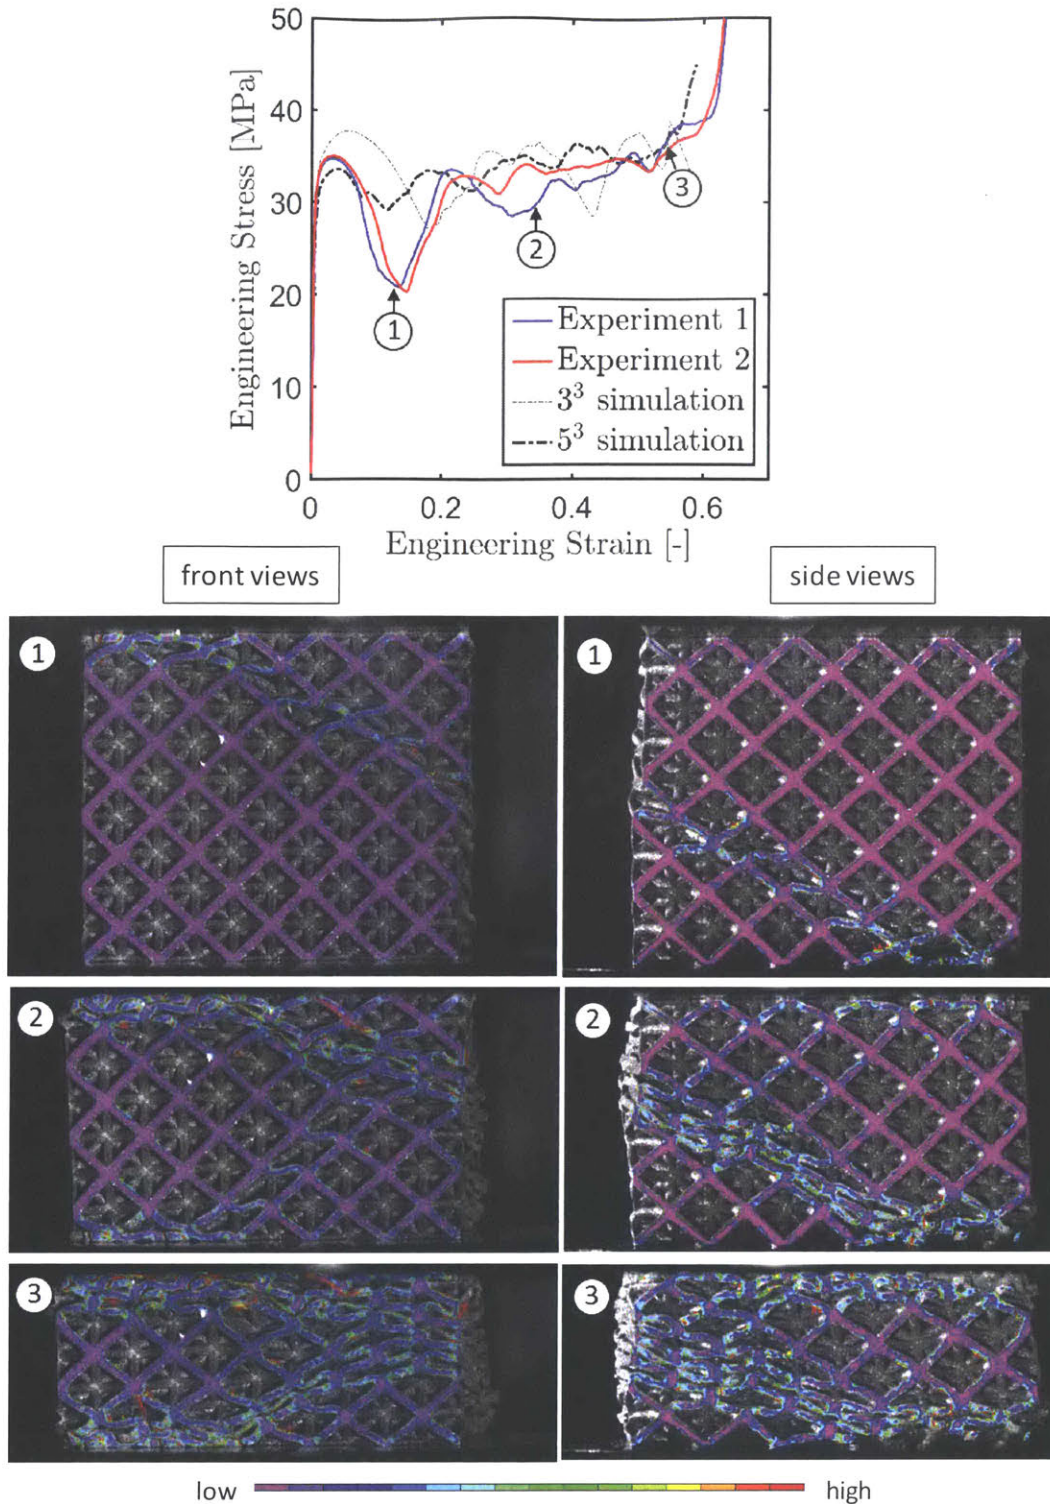 50
40
30
20
10
0
Engineering Stress [MPa]
1
2
3
Experiment 1
Experiment 2
3³ simulation
5³ simulation
0
0.2
0.4
0.6
Engineering Strain [-]
front views
side views
1
1
2
2
3
3
low
high